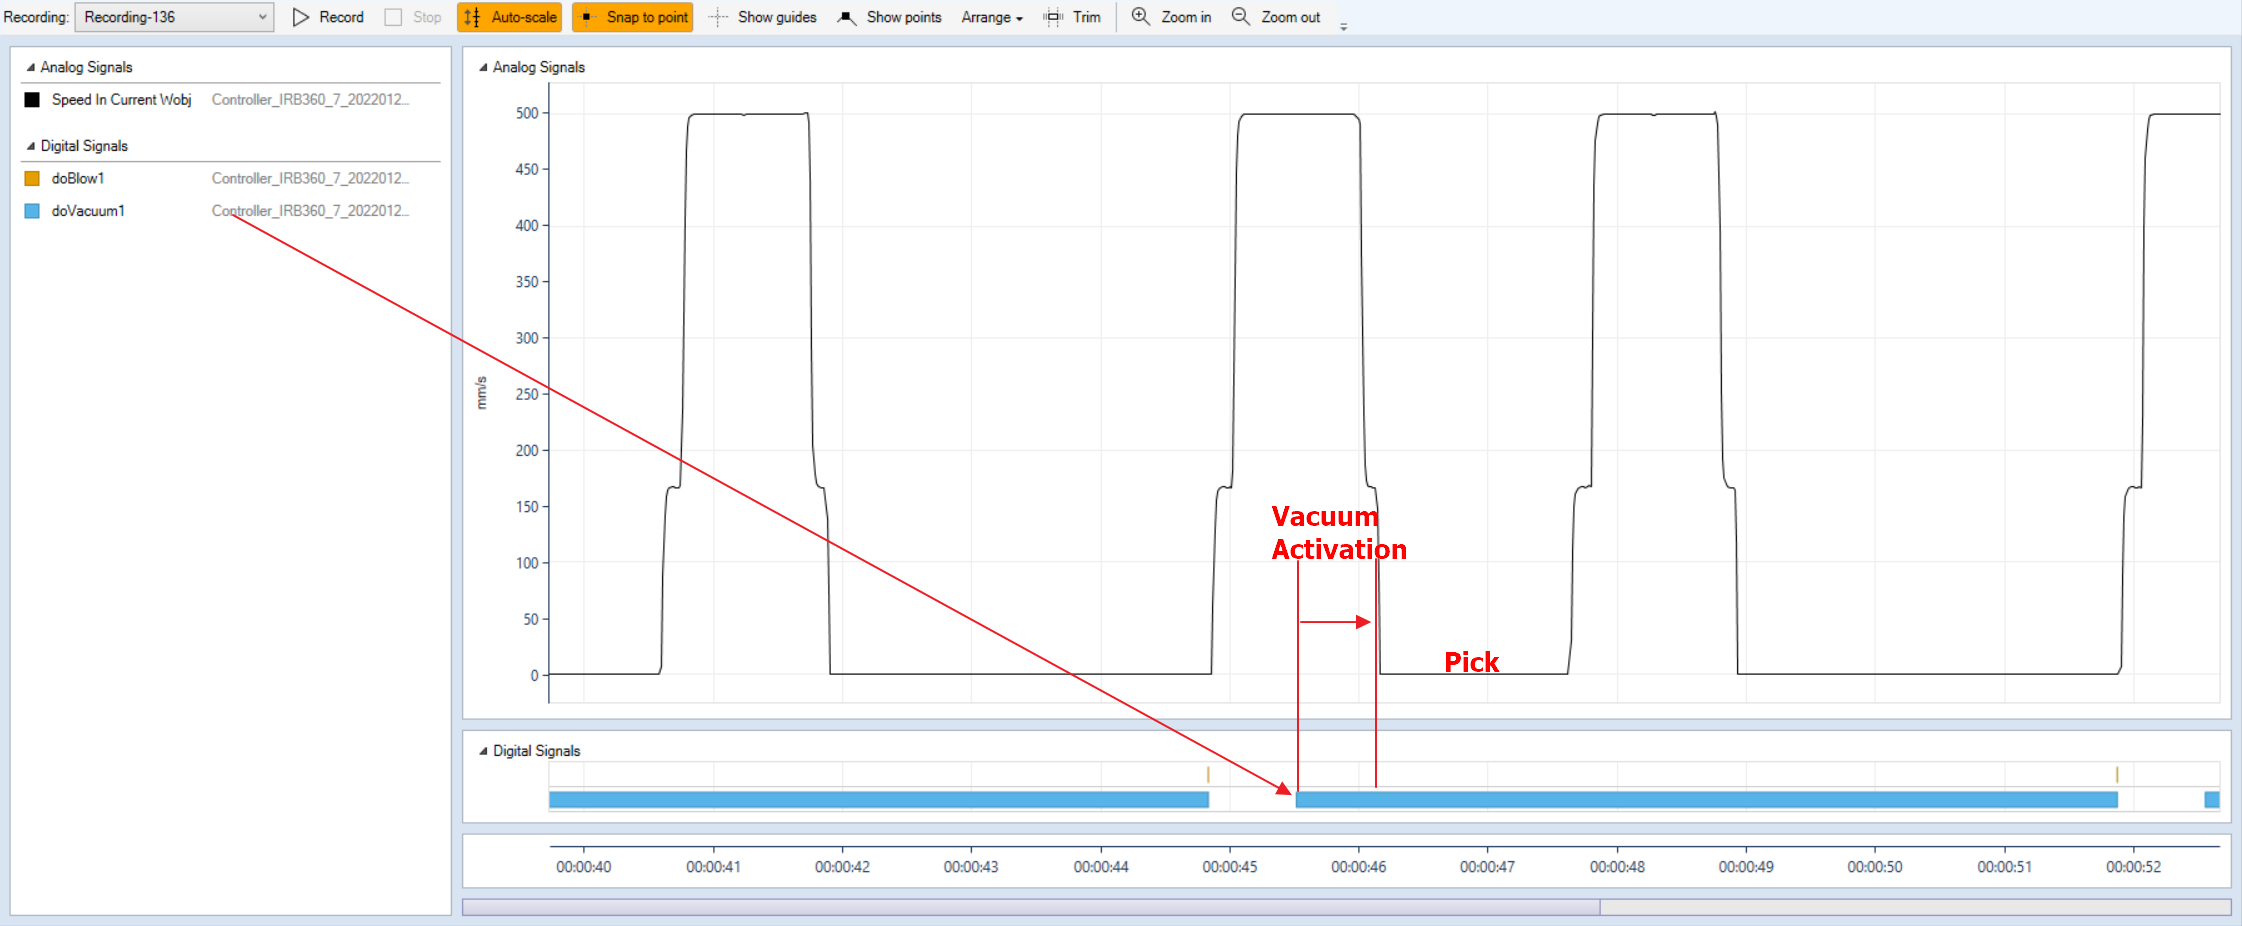 Recording: Recording-136 Record Stop Auto-scale Snap to point Show guides Show points Arrange Trim Zoom in Zoom out
Analog Signals
Speed In Current Wobj Controller_IRB360_7_2022012...
Digital Signals
doBlow1 Controller_IRB360_7_2022012...
doVacuum1 Controller_IRB360_7_2022012...
Analog Signals
mm/s
500
450
400
350
300
250
200
150
100
50
0
Vacuum
Activation
Pick
Digital Signals
00:00:40 00:00:41 00:00:42 00:00:43 00:00:44 00:00:45 00:00:46 00:00:47 00:00:48 00:00:49 00:00:50 00:00:51 00:00:52